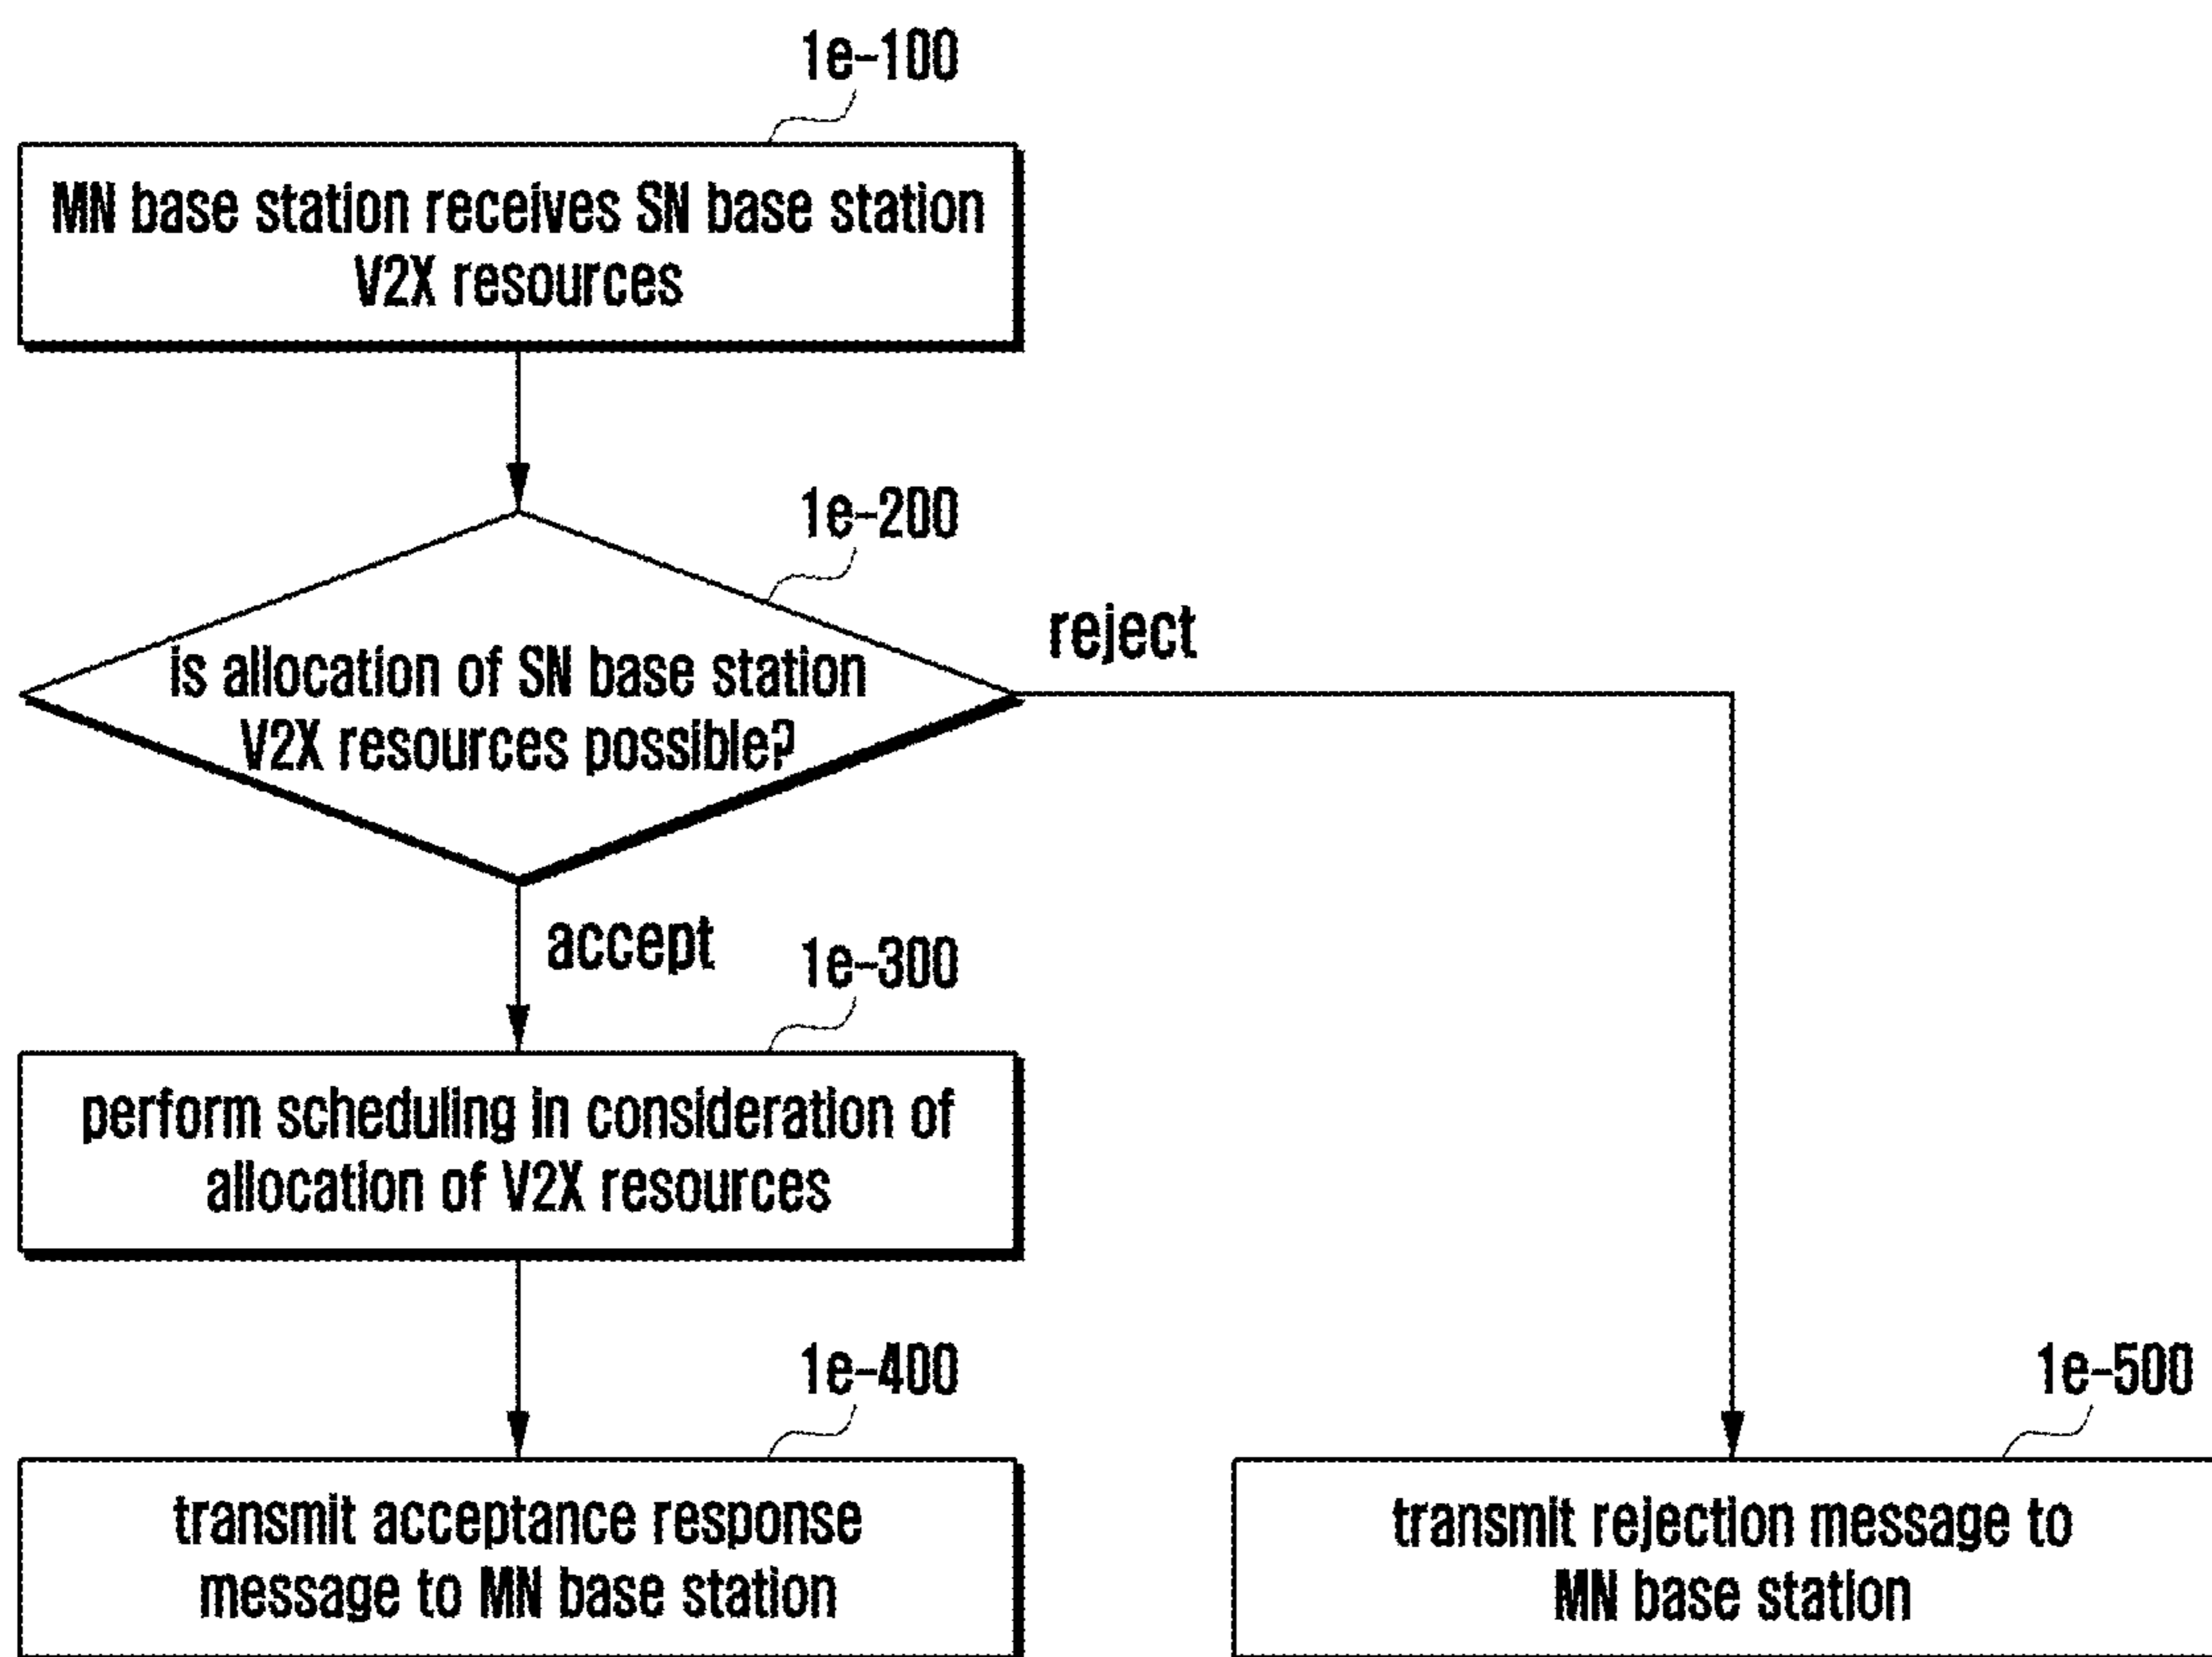 1e-100
MN base station receives SN base station
V2X resources
1e-200
is allocation of SN base station
V2X resources possible?
reject
accept
1e-300
perform scheduling in consideration of
allocation of V2X resources
1e-400
transmit acceptance response
message to MN base station
1e-500
transmit rejection message to
MN base station